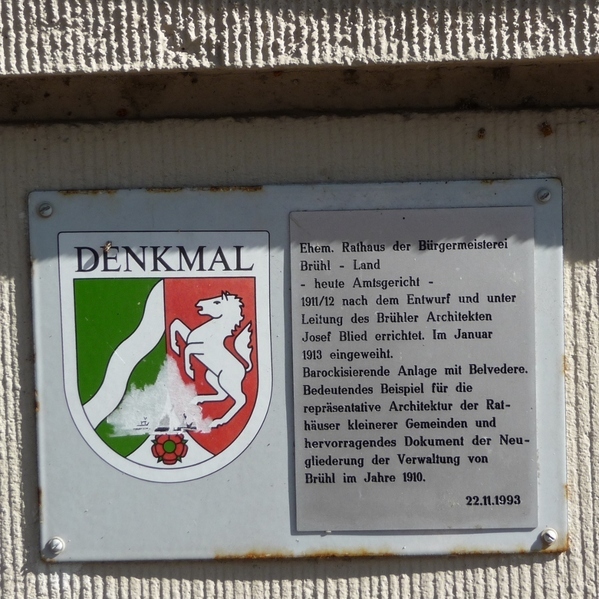 DENKMAL
Ehem. Rathaus der Bürgermeisterei
Brühl - Land
- heute Amtsgericht -
1911/12 nach dem Entwurf und unter
Leitung des Brühler Architekten
Josef Blied errichtet. Im Januar
1913 eingeweiht.
Barockisierende Anlage mit Belvedere.
Bedeutendes Beispiel für die
repräsentative Architektur der Rat-
häuser kleinerer Gemeinden und
hervorragendes Dokument der Neu-
gliederung der Verwaltung von
Brühl im Jahre 1910.
22.11.1993